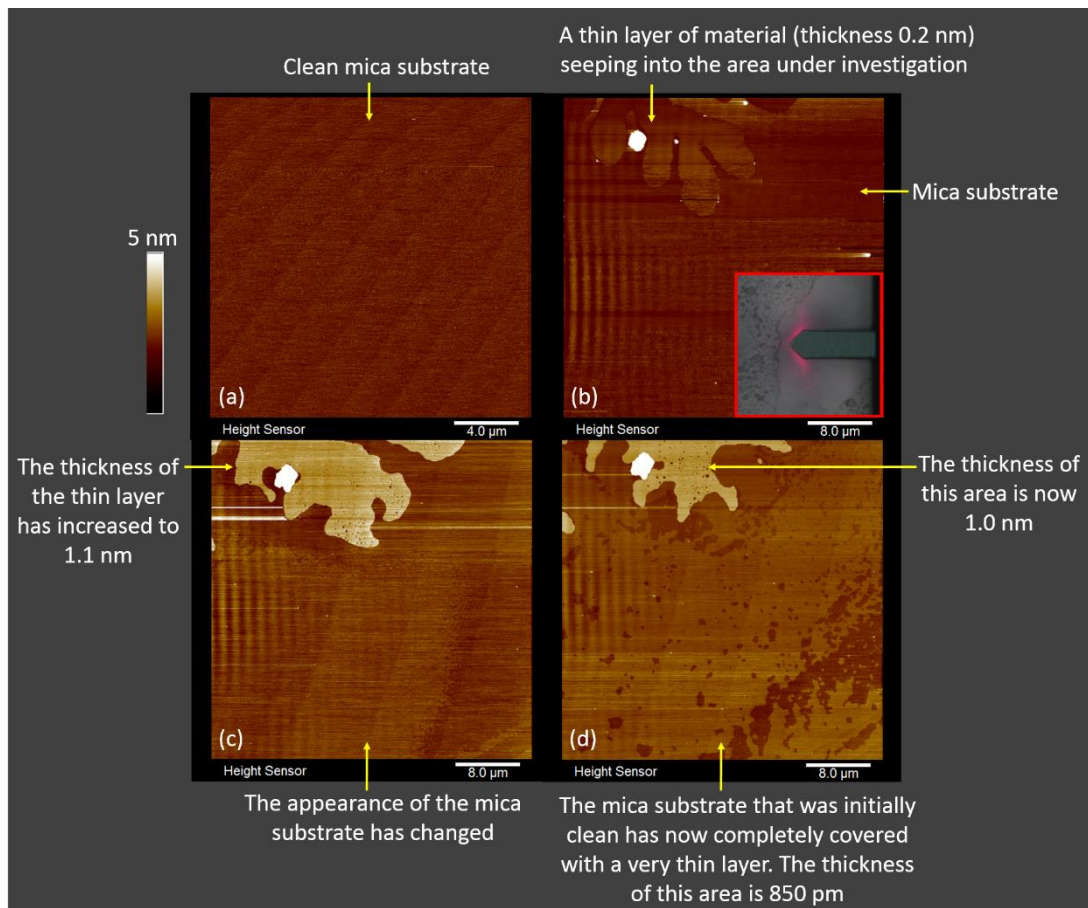 Clean mica substrate
A thin layer of material (thickness 0.2 nm)
seeping into the area under investigation
5 nm
Mica substrate
(a)
(b)
Height Sensor
4.0 µm
Height Sensor
8.0 µm
The thickness of
the thin layer
has increased to
1.1 nm
The thickness of
this area is now
1.0 nm
(c)
(d)
Height Sensor
8.0 µm
Height Sensor
8.0 µm
The appearance of the mica
substrate has changed
The mica substrate that was initially
clean has now completely covered
with a very thin layer. The thickness
of this area is 850 pm